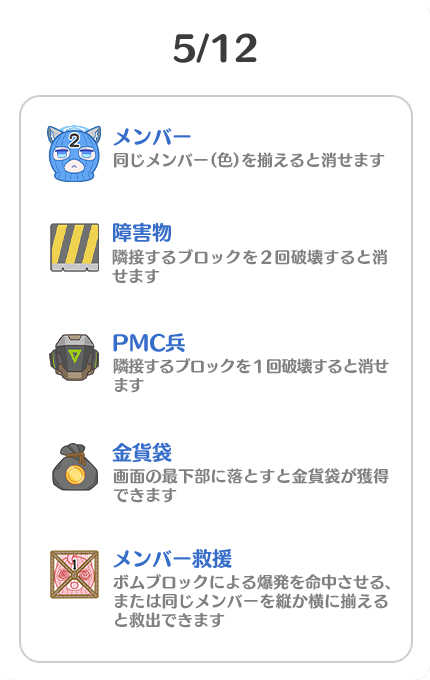 5/12
2
メンバー
同じメンバー(色)を揃えると消せます
障害物
隣接するブロックを2回破壊すると消
せます
PMC兵
隣接するブロックを1回破壊すると消せ
ます
金貨袋
画面の最下部に落とすと金貨袋が獲得
できます
1
メンバー救援
ボムブロックによる爆発を命中させる、
または同じメンバーを縦か横に揃える
と救出できます